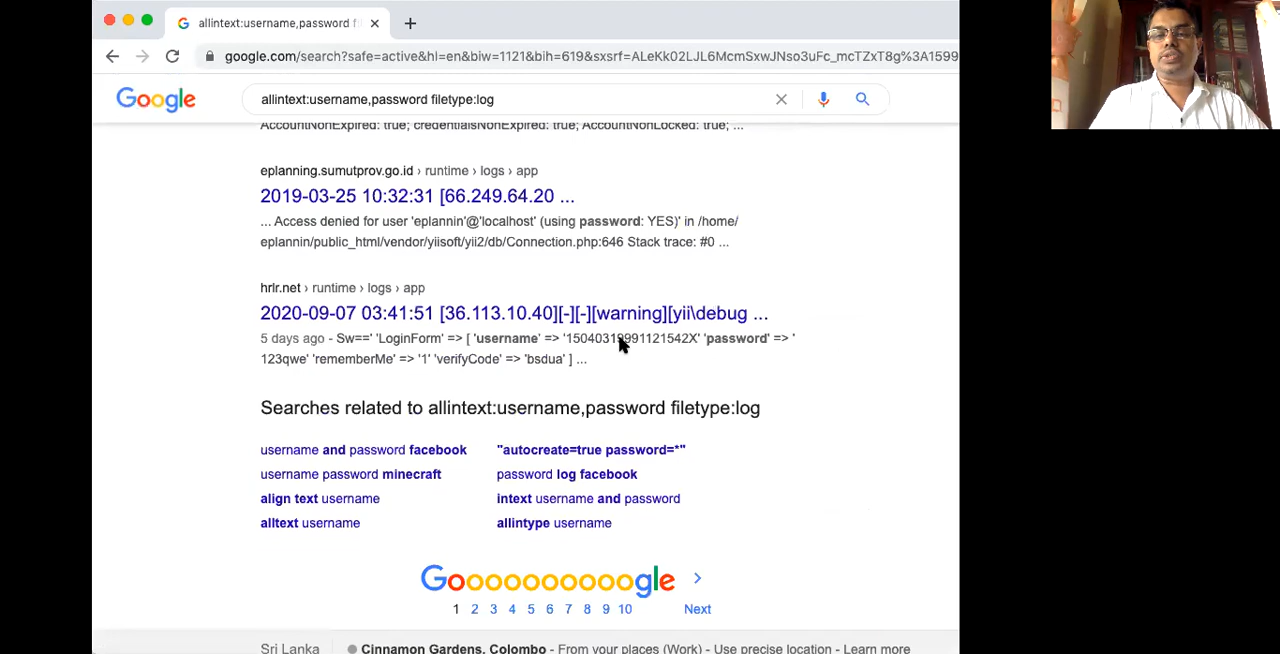 allintext:username,password f
google.com/search?safe=active&hl=en&biw=1121&bih=619&sxsrf=ALeKk02LJL6McmSxwJNso3uFc_mcTZxT8g%3A1599
Google
allintext:username,password filetype:log
AccountNonExpired: true; credentialsNonExpired: true; AccountNonLocked: true; ...
eplanning.sumutprov.go.id › runtime › logs › app
2019-03-25 10:32:31 [66.249.64.20 ...
... Access denied for user 'eplannin'@'localhost' (using password: YES)' in /home/
eplannin/public_html/vendor/yiisoft/yii2/db/Connection.php:646 Stack trace: #0 ...
hrlr.net › runtime › logs › app
2020-09-07 03:41:51 [36.113.10.40][-][-][warning][yii\debug ...
5 days ago - Sw==' 'LoginForm' => [ 'username' => '15040319991121542X' 'password' => '
123qwe' 'rememberMe' => '1' 'verifyCode' => 'bsdua' ] ...
Searches related to allintext:username,password filetype:log
username and password facebook
"autocreate=true password=*"
username password minecraft
password log facebook
align text username
intext username and password
alltext username
allintype username
Goooooooooogle
1 2 3 4 5 6 7 8 9 10 Next
Sri Lanka
Cinnamon Gardens, Colombo - From your places (Work) - Use precise location - Learn more